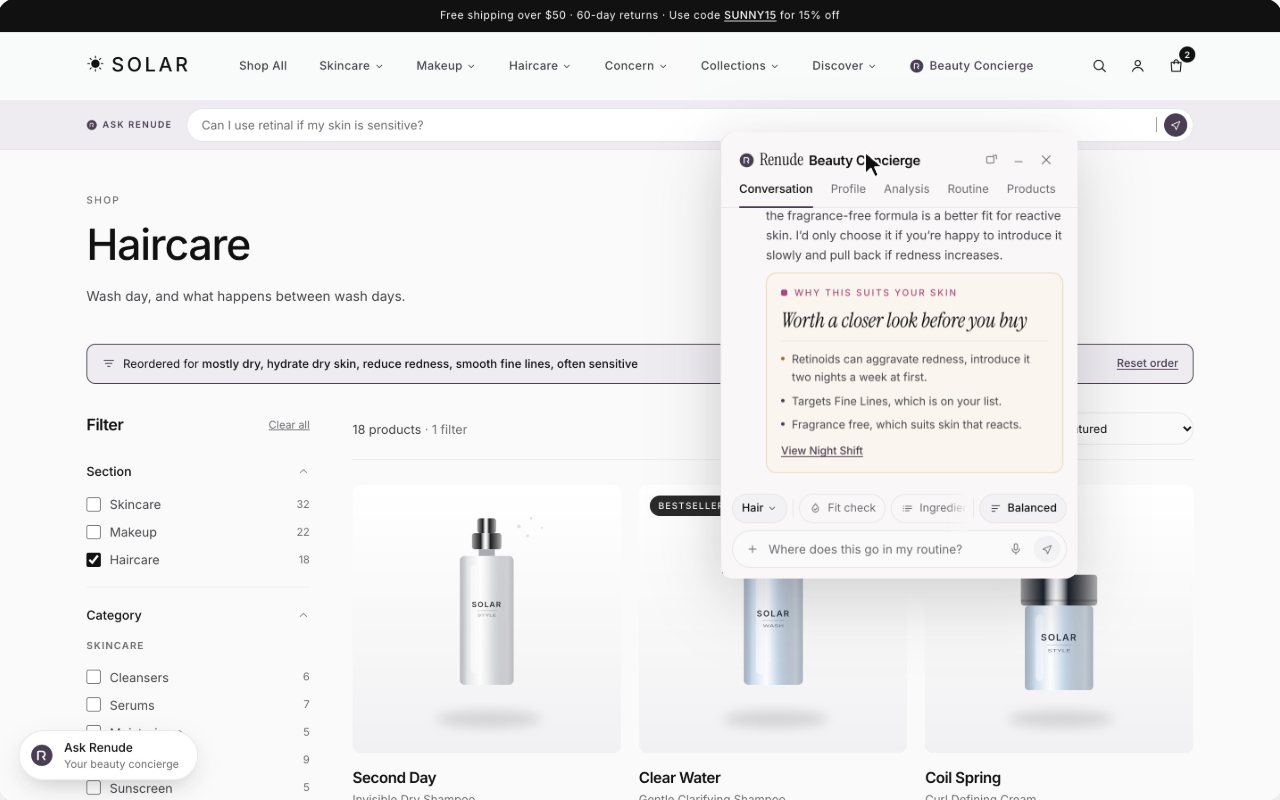 Free shipping over $50 · 60-day returns · Use code SUNNY15 for 15% off
SOLAR
Shop All
Skincare
Makeup
Haircare
Concern
Collections
Discover
Beauty Concierge
2
ASK RENUDE
Can I use retinal if my skin is sensitive?
SHOP
Haircare
Wash day, and what happens between wash days.
Reordered for mostly dry, hydrate dry skin, reduce redness, smooth fine lines, often sensitive
Reset order
Filter
Clear all
Section
Skincare 32
Makeup 22
Haircare 18
Category
SKINCARE
Cleansers 6
Serums 7
5
9
Sunscreen 5
Ask Renude
Your beauty concierge
18 products · 1 filter
BESTSELLER
SOLAR
STYLE
SOLAR
WASH
SOLAR
STYLE
Second Day
Invisible Dry Shampoo
Clear Water
Gentle Clarifying Shampoo
Coil Spring
Curl Defining Cream
Renude Beauty Concierge
Conversation
Profile
Analysis
Routine
Products
the fragrance-free formula is a better fit for reactive
skin. I’d only choose it if you’re happy to introduce it
slowly and pull back if redness increases.
WHY THIS SUITS YOUR SKIN
Worth a closer look before you buy
• Retinoids can aggravate redness, introduce it
two nights a week at first.
• Targets Fine Lines, which is on your list.
• Fragrance free, which suits skin that reacts.
View Night Shift
Hair
Fit check
Ingredie
Balanced
Where does this go in my routine?